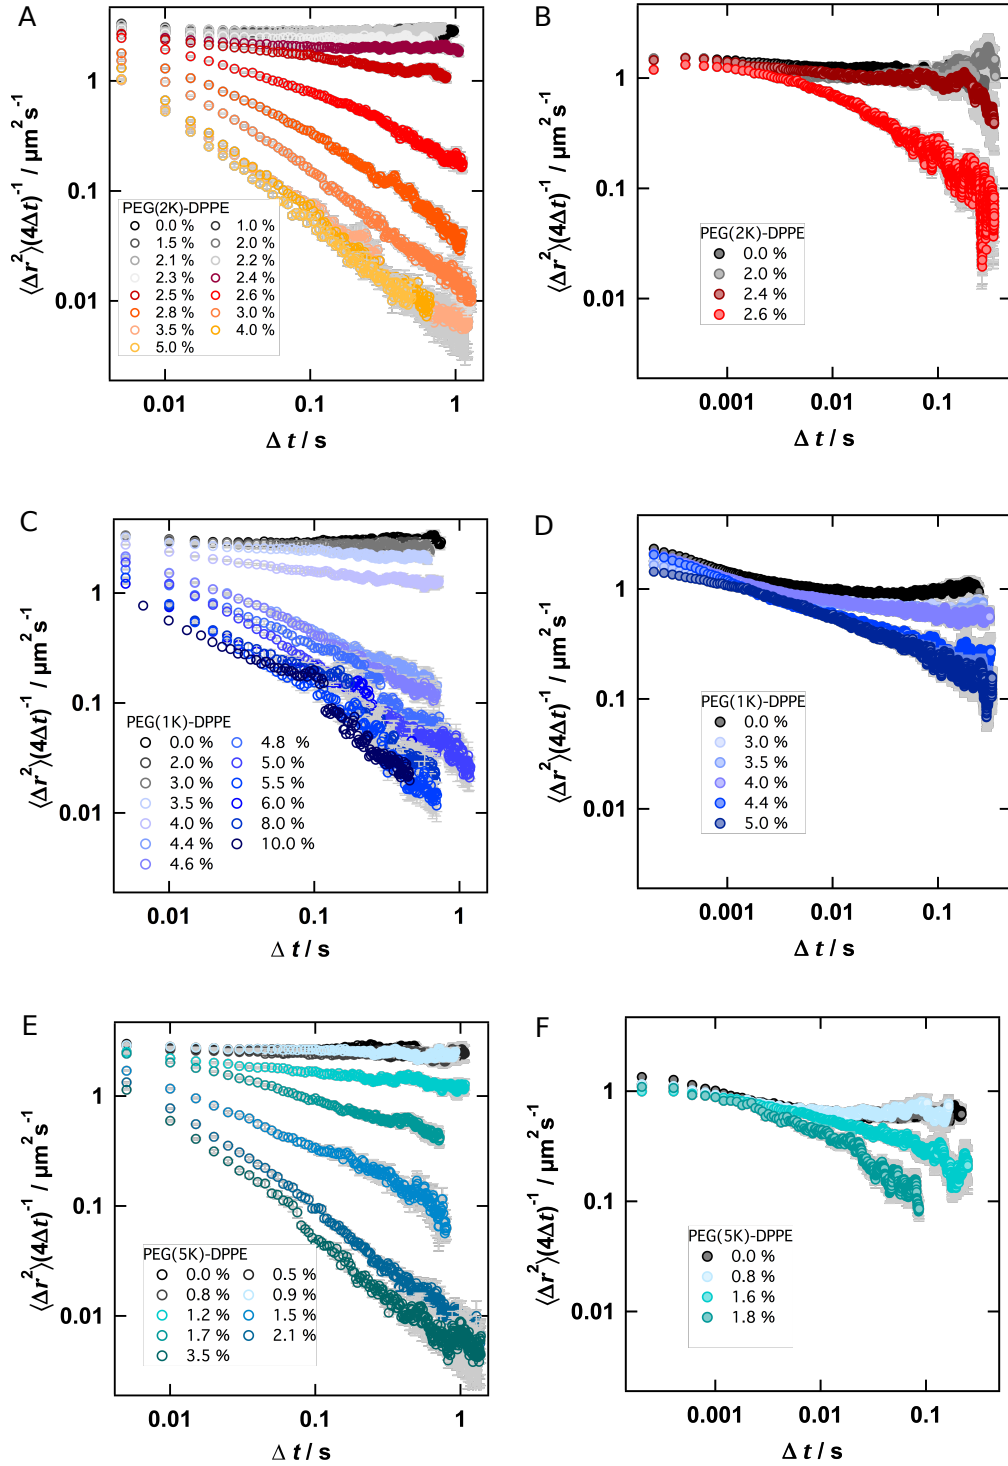 A
⟨Δr²⟩(4Δt)⁻¹ / µm² s⁻¹
1
0.1
0.01
PEG(2K)-DPPE
0.0 % 1.0 %
1.5 % 2.0 %
2.1 % 2.2 %
2.3 % 2.4 %
2.5 % 2.6 %
2.8 % 3.0 %
3.5 % 4.0 %
5.0 %
0.01 0.1 1
Δ t / s
B
⟨Δr²⟩(4Δt)⁻¹ / µm² s⁻¹
1
0.1
0.01
PEG(2K)-DPPE
0.0 %
2.0 %
2.4 %
2.6 %
0.001 0.01 0.1
Δ t / s
C
⟨Δr²⟩(4Δt)⁻¹ / µm² s⁻¹
1
0.1
0.01
PEG(1K)-DPPE
0.0 % 4.8 %
2.0 % 5.0 %
3.0 % 5.5 %
3.5 % 6.0 %
4.0 % 8.0 %
4.4 % 10.0 %
4.6 %
0.01 0.1 1
Δ t / s
D
⟨Δr²⟩(4Δt)⁻¹ / µm² s⁻¹
1
0.1
0.01
PEG(1K)-DPPE
0.0 %
3.0 %
3.5 %
4.0 %
4.4 %
5.0 %
0.001 0.01 0.1
Δ t / s
E
⟨Δr²⟩(4Δt)⁻¹ / µm² s⁻¹
1
0.1
0.01
PEG(5K)-DPPE
0.0 % 0.5 %
0.8 % 0.9 %
1.2 % 1.5 %
1.7 % 2.1 %
3.5 %
0.01 0.1 1
Δ t / s
F
⟨Δr²⟩(4Δt)⁻¹ / µm² s⁻¹
1
0.1
0.01
PEG(5K)-DPPE
0.0 %
0.8 %
1.6 %
1.8 %
0.001 0.01 0.1
Δ t / s